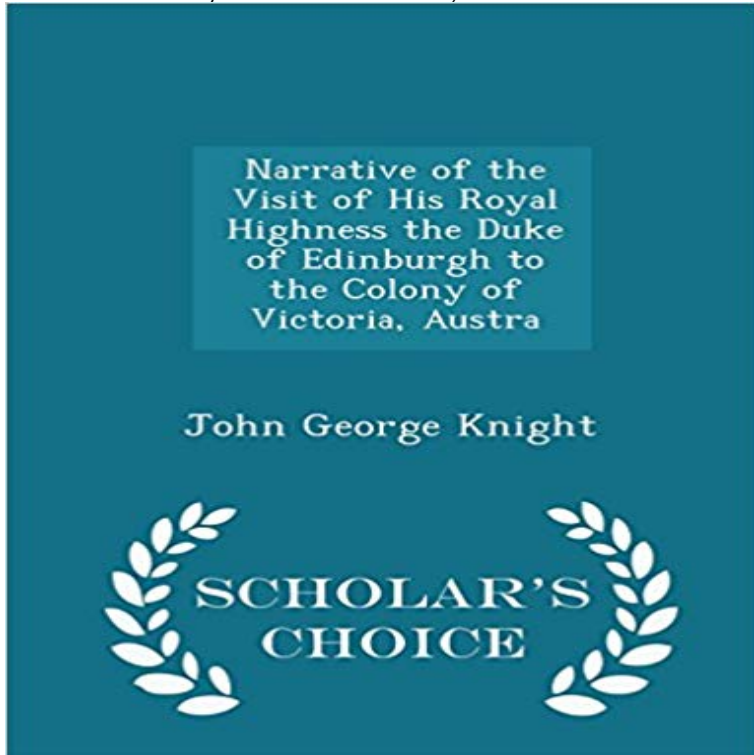 Narrative of the
Visit of His Royal
Highness the Duke
of Edinburgh to
the Colony of
Victoria, Austra
John George Knight
SCHOLAR'S
CHOICE